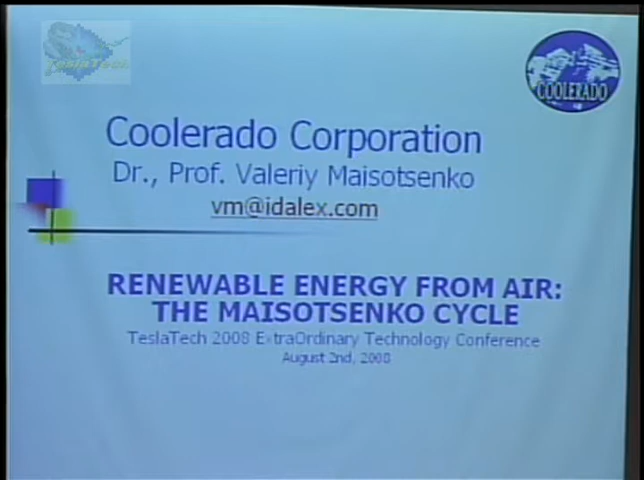 TeslaTech
COOLERADO
Coolerado Corporation
Dr., Prof. Valeriy Maisotsenko
vm@idalex.com
RENEWABLE ENERGY FROM AIR:
THE MAISOTSENKO CYCLE
TeslaTech 2008 ExtraOrdinary Technology Conference
August 2nd, 2008